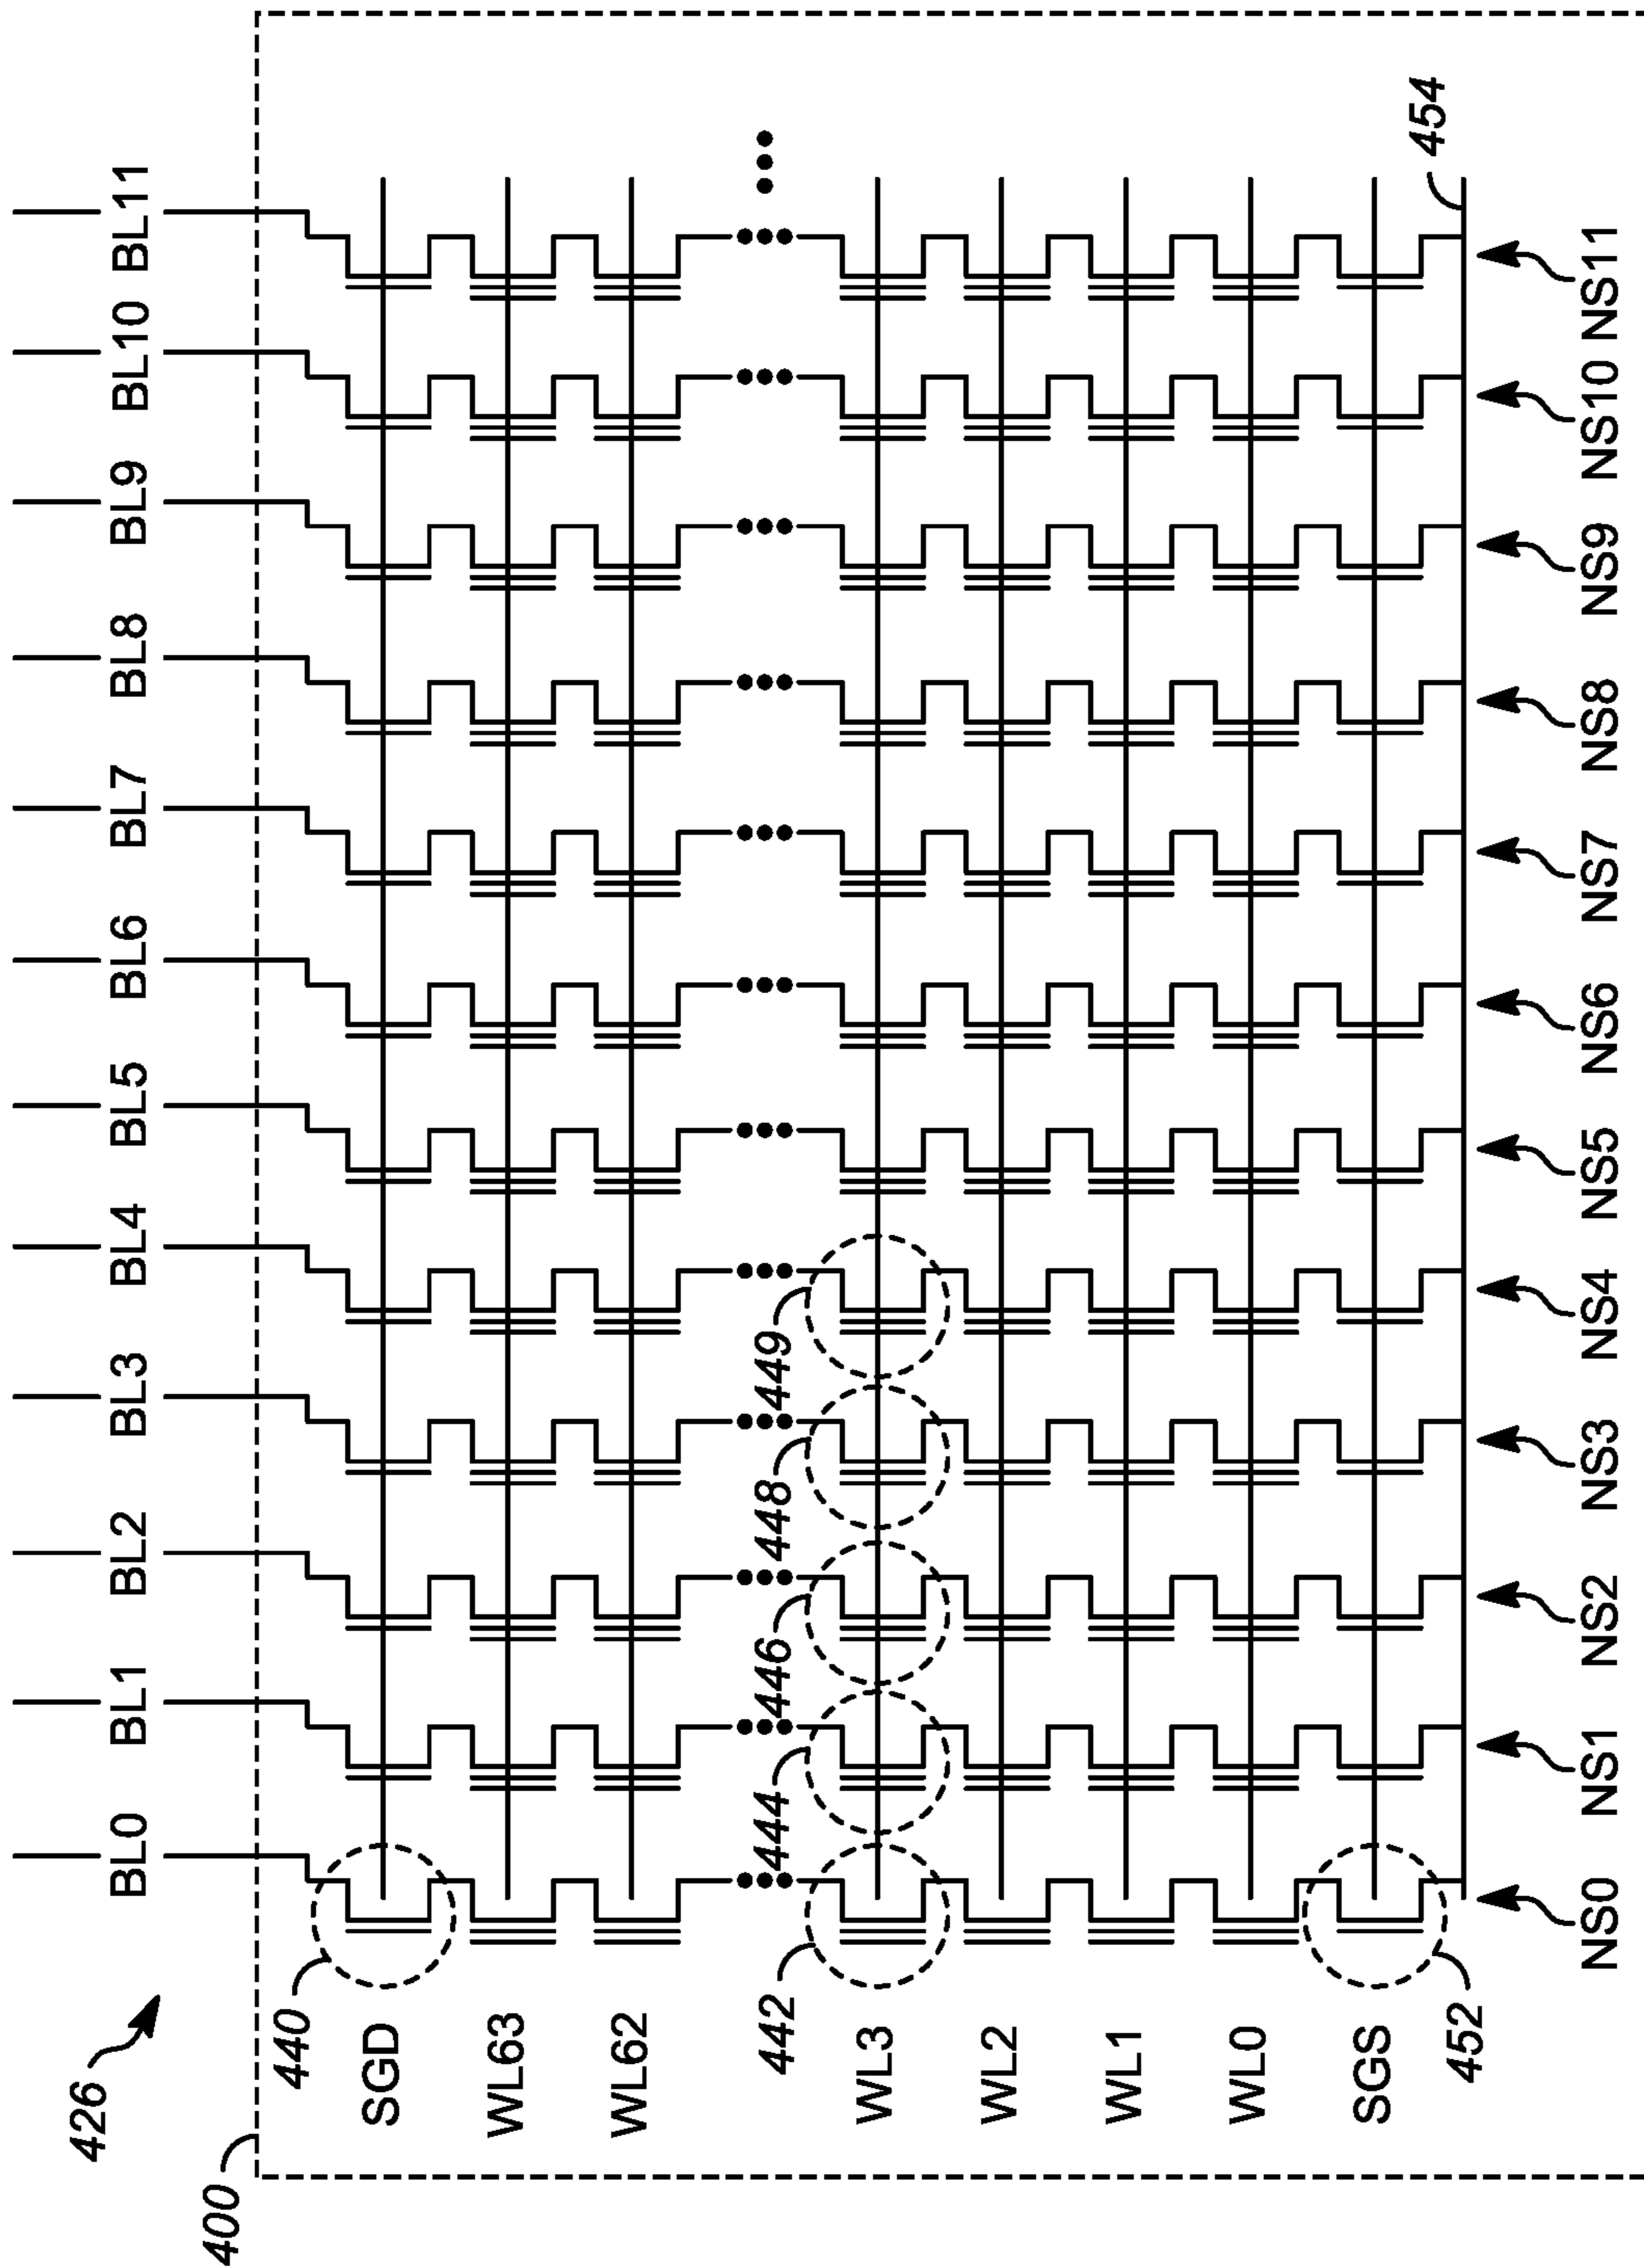 426
400
BL0 BL1 BL2 BL3 BL4 BL5 BL6 BL7 BL8 BL9 BL10 BL11
440
SGD
WL63
WL62
442 444 446 448 449
WL3
WL2
WL1
WL0
SGS
452
454
NS0 NS1 NS2 NS3 NS4 NS5 NS6 NS7 NS8 NS9 NS10 NS11